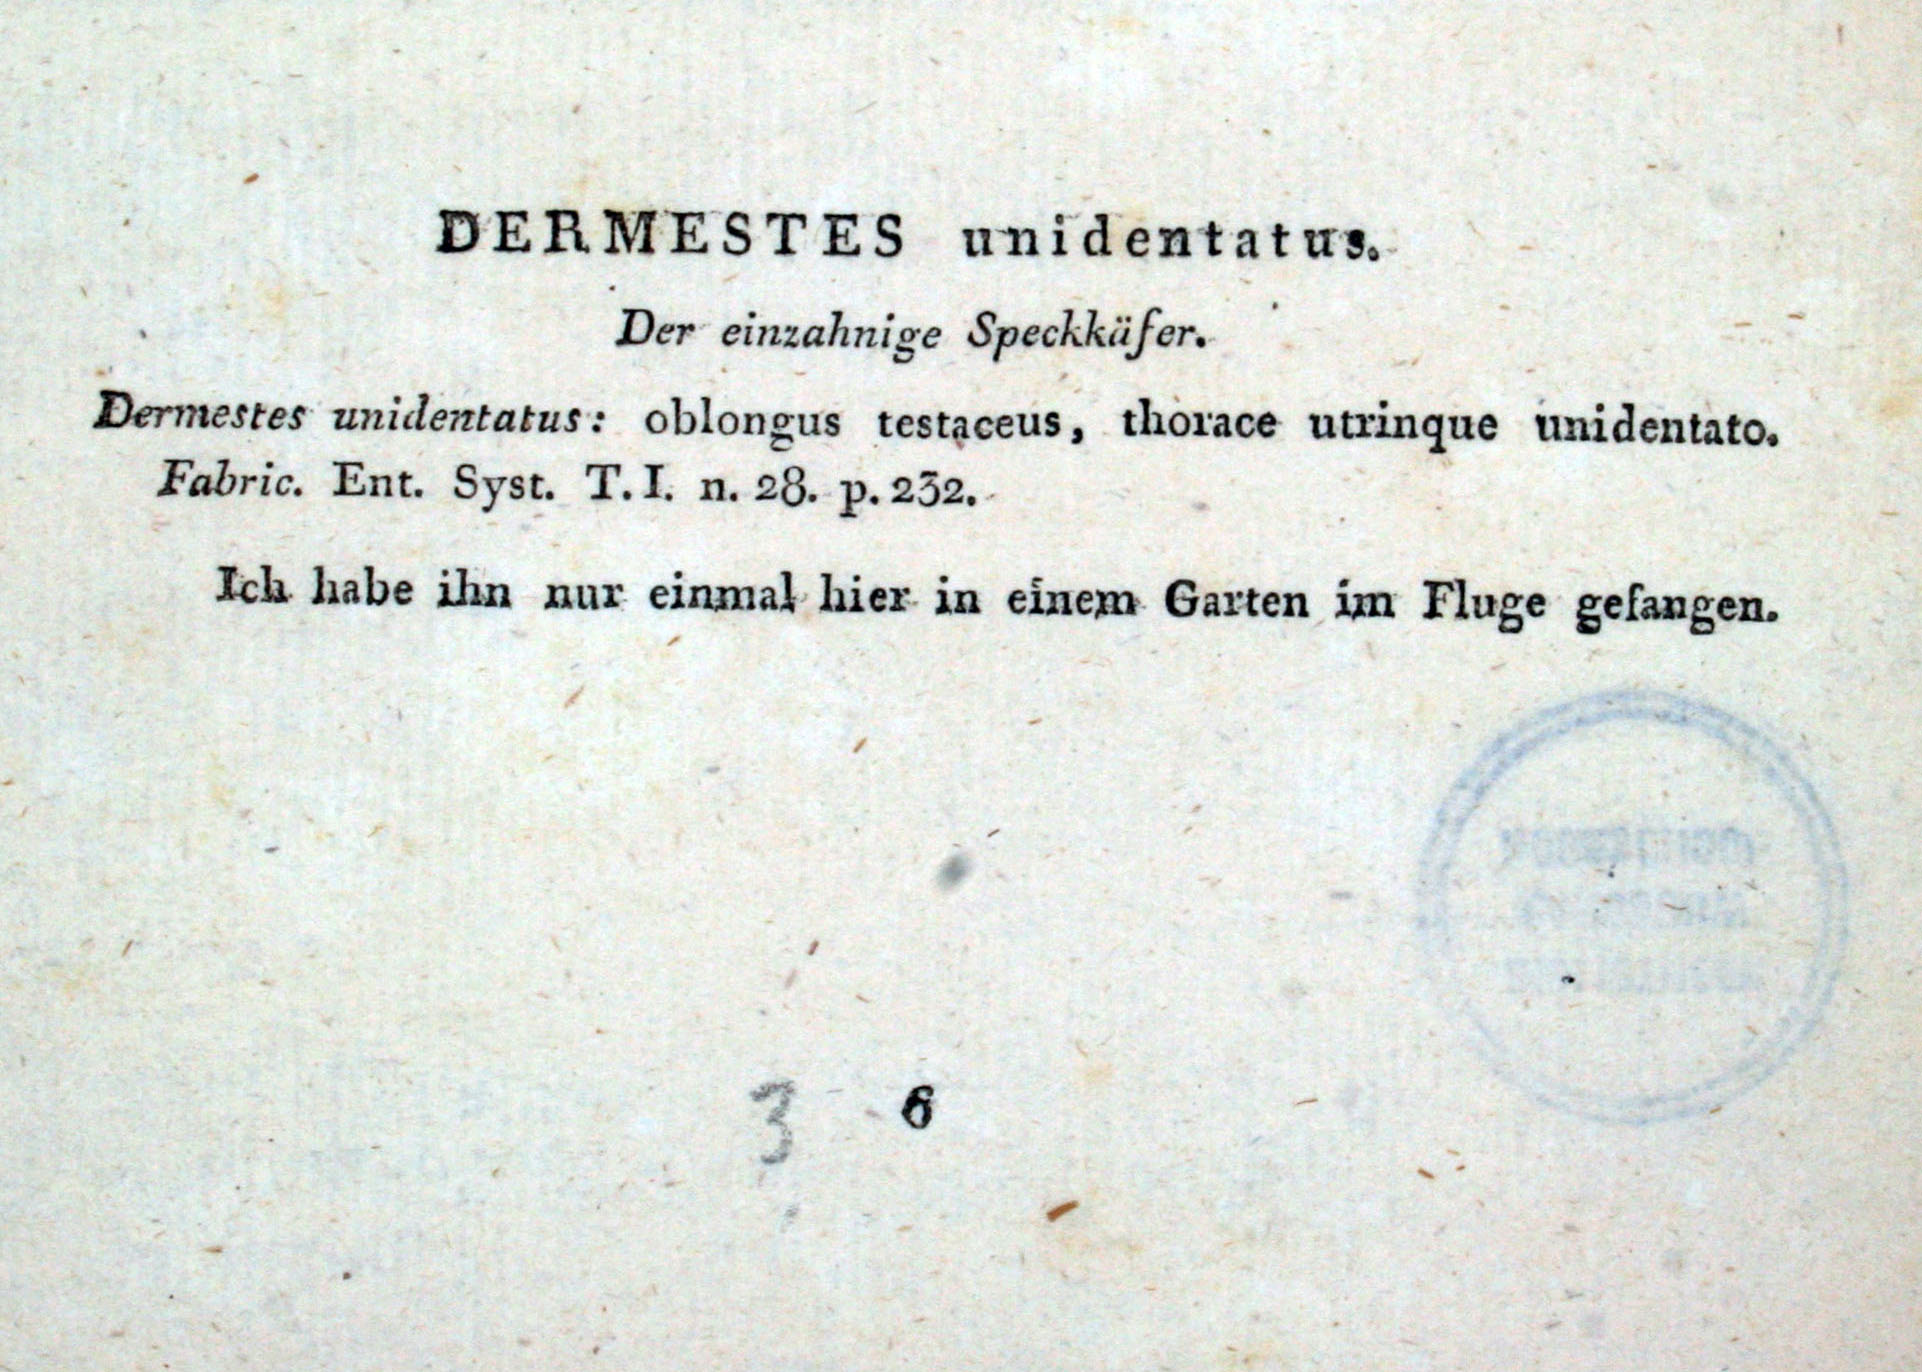 DERMESTES unidentatus.
Der einzahnige Speckkäfer.
Dermestes unidentatus: oblongus testaceus, thorace utrinque unidentato.
Fabric. Ent. Syst. T. I. n. 28. p. 232.
Ich habe ihn nur einmal hier in einem Garten im Fluge gefangen.
3 6